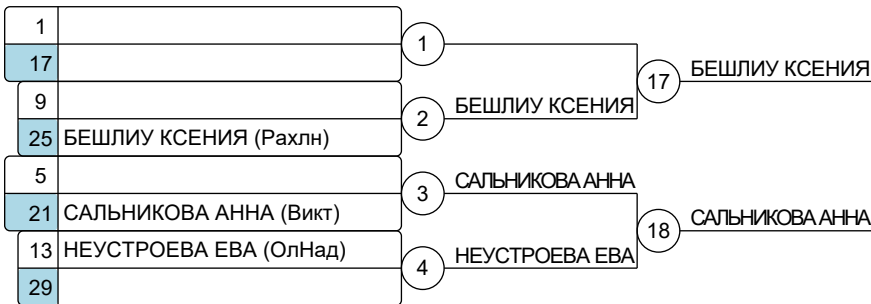 1
1
17
БЕШЛИУ КСЕНИЯ
17
9
БЕШЛИУ КСЕНИЯ
2
25 БЕШЛИУ КСЕНИЯ (Рахлн)
5
САЛЬНИКОВА АННА
3
21 САЛЬНИКОВА АННА (Викт)
САЛЬНИКОВА АННА
18
13 НЕУСТРОЕВА ЕВА (ОлНад)
НЕУСТРОЕВА ЕВА
4
29